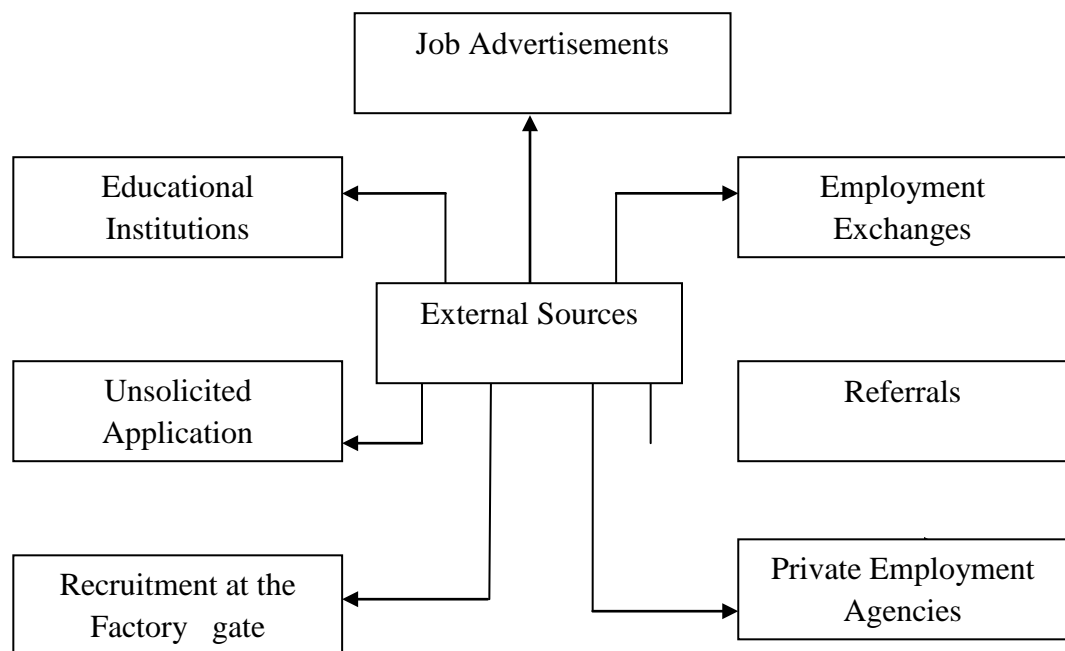 Job Advertisements
Educational
Institutions
Employment
Exchanges
External Sources
Unsolicited
Application
Referrals
Recruitment at the
Factory gate
Private Employment
Agencies